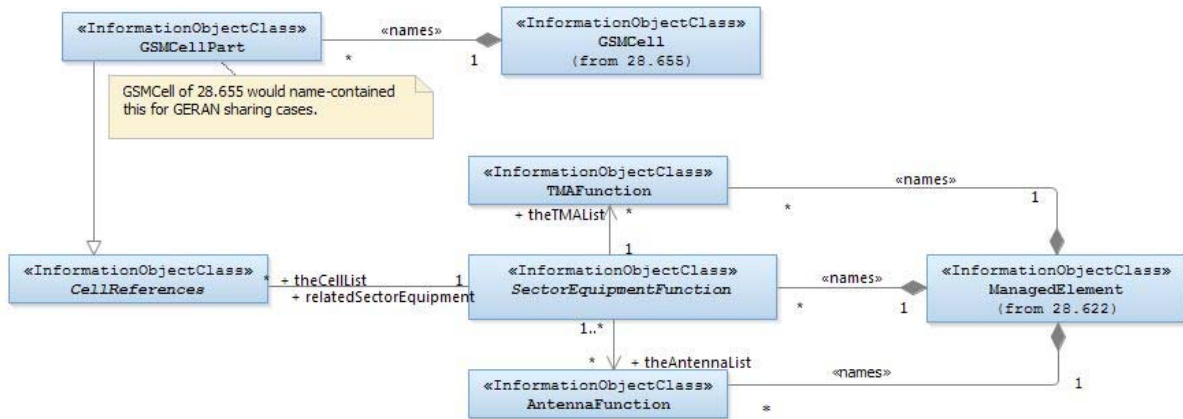 «InformationObjectClass»
GSMCellPart
«names»
*
1
«InformationObjectClass»
GSMCell
(from 28.655)
GSMCell of 28.655 would name-contained
this for GERAN sharing cases.
«InformationObjectClass»
TMAFunction
«names»
*
1
+ theTMAList
*
1
«InformationObjectClass»
CellReferences
*
+ theCellList
+ relatedSectorEquipment
1
«InformationObjectClass»
SectorEquipmentFunction
«names»
*
1
«InformationObjectClass»
ManagedElement
(from 28.622)
1..*
*
+ theAntennaList
«InformationObjectClass»
AntennaFunction
«names»
*
1